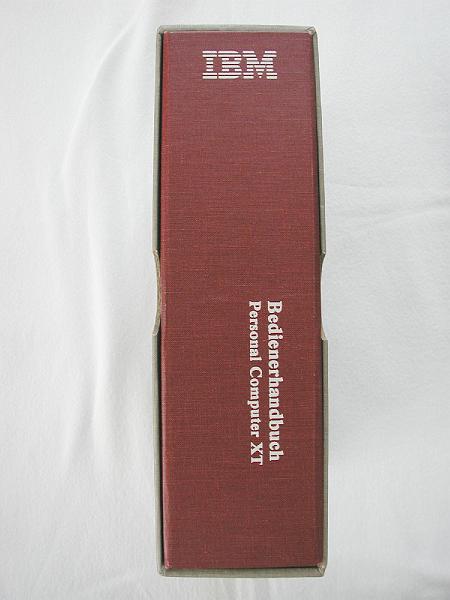 IBM
Bedienerhandbuch
Personal Computer XT